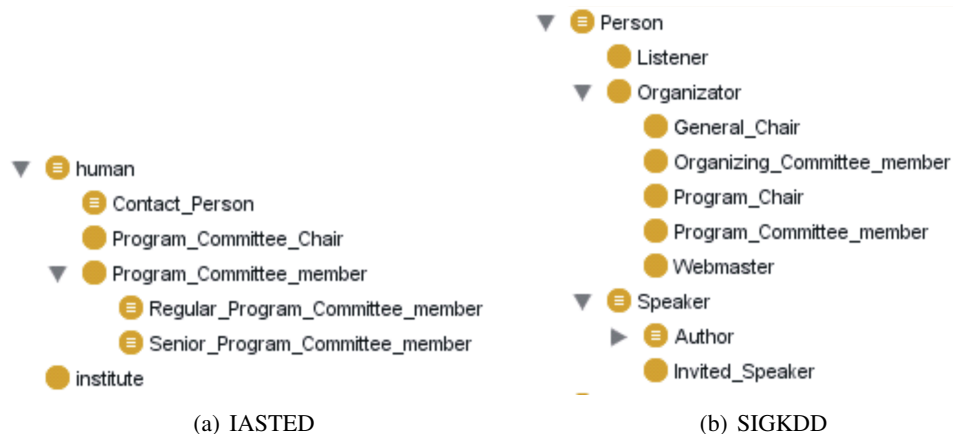 human
Contact_Person
Program_Committee_Chair
Program_Committee_member
Regular_Program_Committee_member
Senior_Program_Committee_member
institute
(a) IASTED
Person
Listener
Organizator
General_Chair
Organizing_Committee_member
Program_Chair
Program_Committee_member
Webmaster
Speaker
Author
Invited_Speaker
(b) SIGKDD